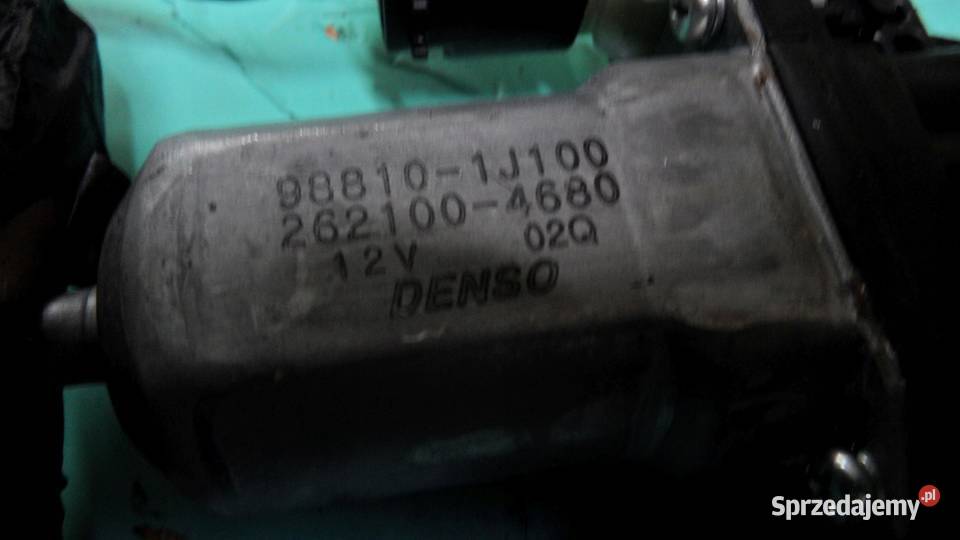 98810-1J100
262100-4680
12V 02Q
DENSO
Sprzedajemy.pl